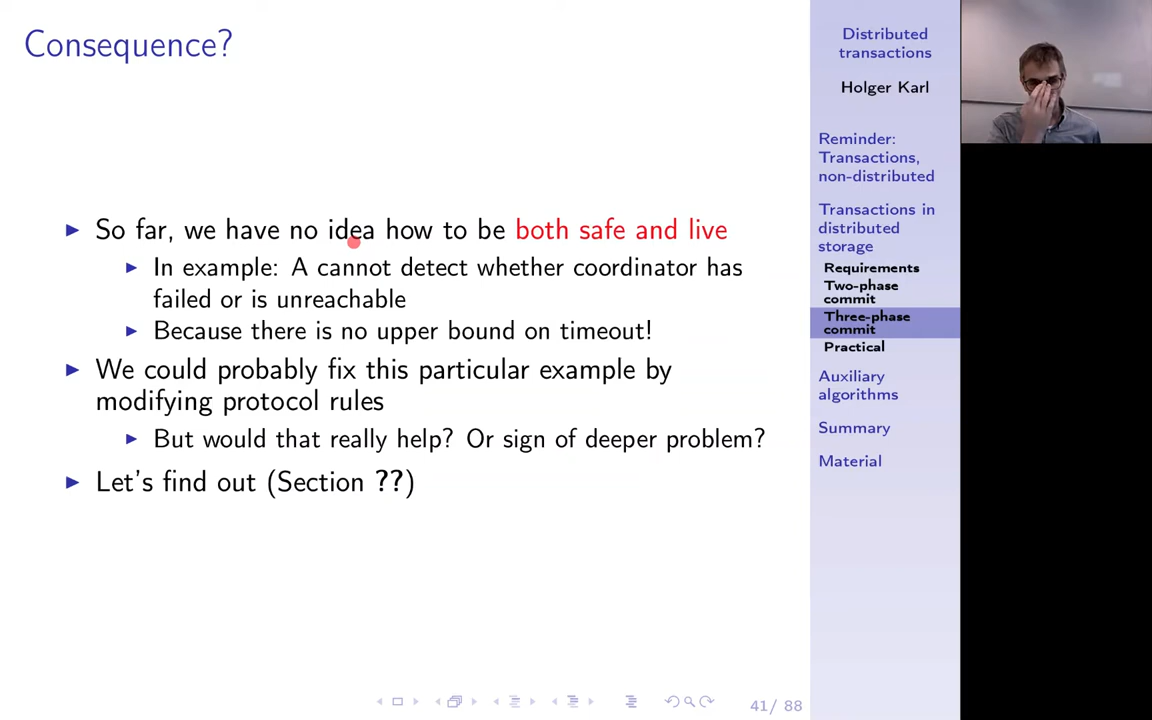 Consequence?
▶ So far, we have no idea how to be both safe and live
▶ In example: A cannot detect whether coordinator has
failed or is unreachable
▶ Because there is no upper bound on timeout!
▶ We could probably fix this particular example by
modifying protocol rules
▶ But would that really help? Or sign of deeper problem?
▶ Let's find out (Section ??)
41/ 88
Distributed
transactions
Holger Karl
Reminder:
Transactions,
non-distributed
Transactions in
distributed
storage
Requirements
Two-phase
commit
Three-phase
commit
Practical
Auxiliary
algorithms
Summary
Material